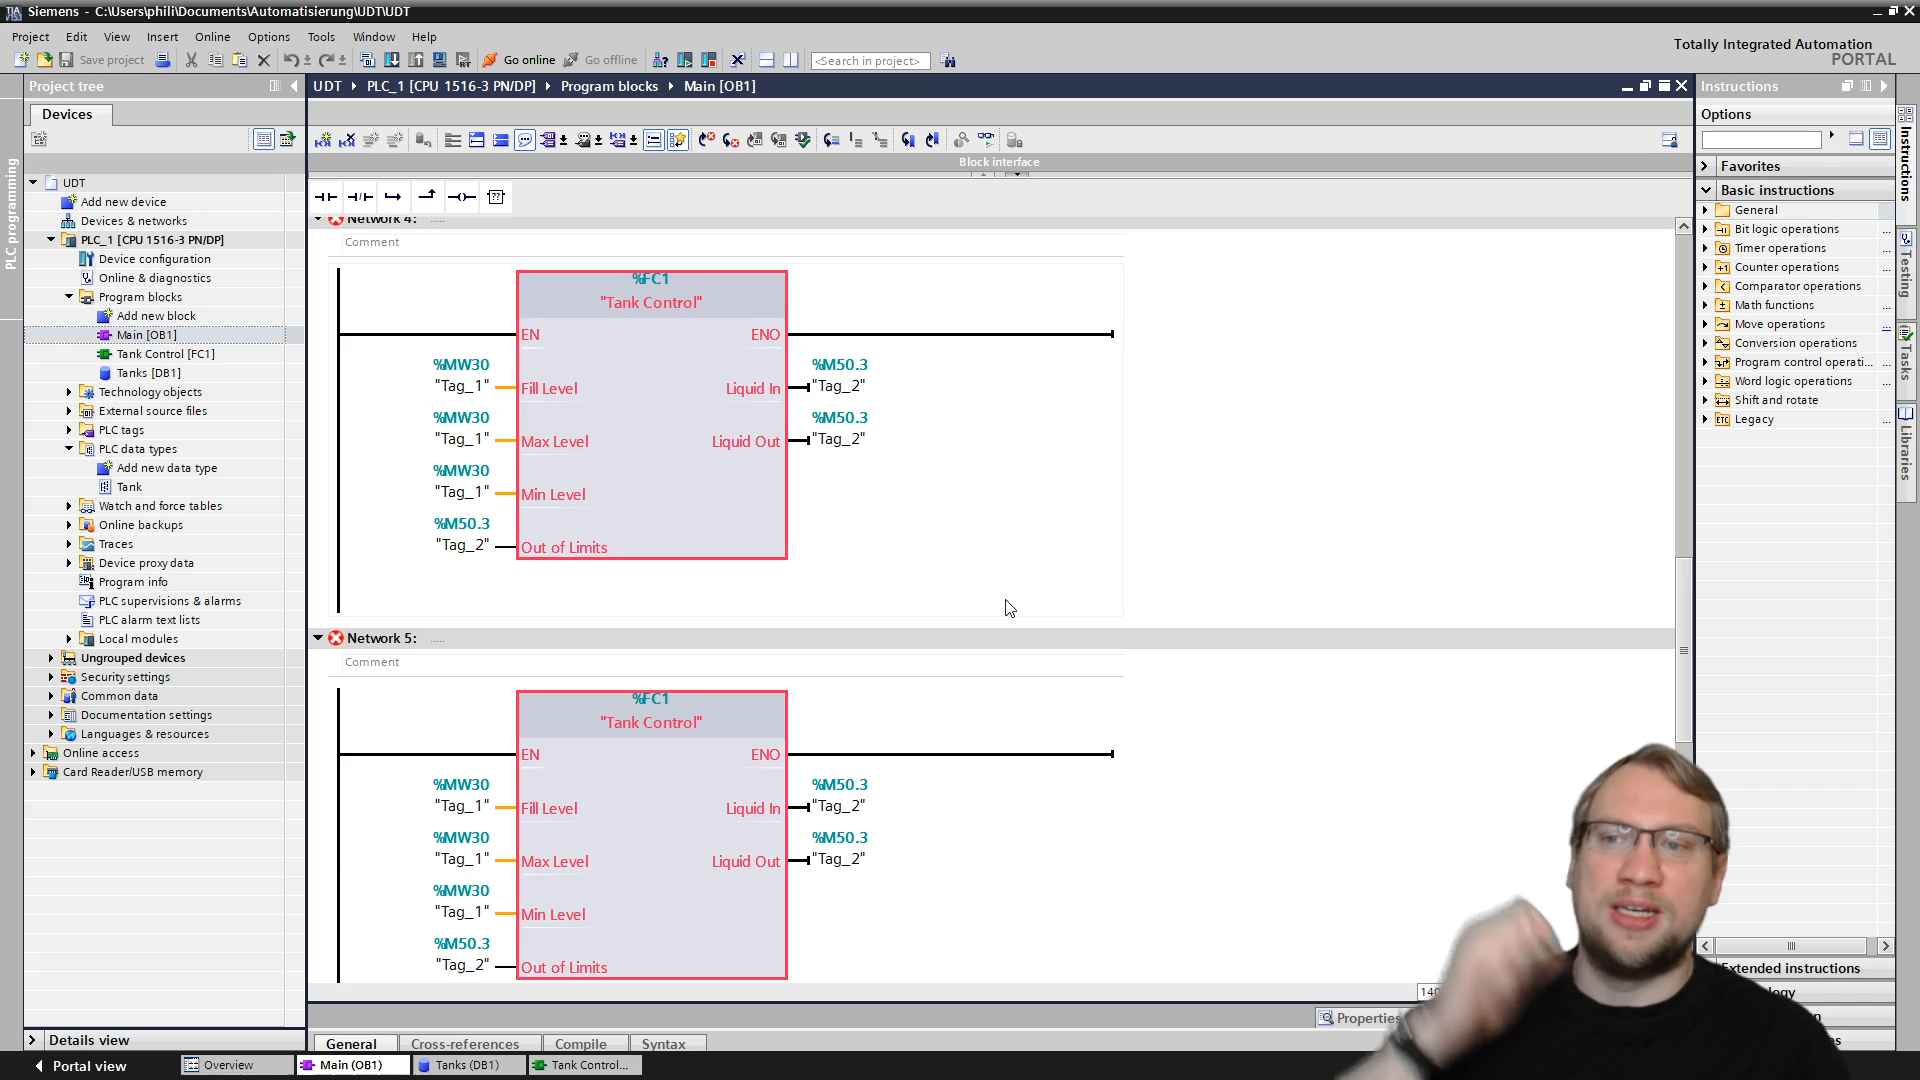 Siemens - C:\Users\phili\Documents\Automatisierung\UDT\UDT
Project Edit View Insert Online Options Tools Window Help
Save project Go online Go offline <Search in project>
Totally Integrated Automation
PORTAL
Project tree
UDT PLC_1 [CPU 1516-3 PN/DP] Program blocks Main [OB1]
Instructions
Devices
Options
Block interface
PLC programming
UDT
Add new device
Devices & networks
PLC_1 [CPU 1516-3 PN/DP]
Device configuration
Online & diagnostics
Program blocks
Add new block
Main [OB1]
Tank Control [FC1]
Tanks [DB1]
Technology objects
External source files
PLC tags
PLC data types
Add new data type
Tank
Watch and force tables
Online backups
Traces
Device proxy data
Program info
PLC supervisions & alarms
PLC alarm text lists
Local modules
Ungrouped devices
Security settings
Common data
Documentation settings
Languages & resources
Online access
Card Reader/USB memory
Network 4: .....
Comment
%FC1
"Tank Control"
EN ENO
%MW30 %M50.3
"Tag_1" Fill Level Liquid In "Tag_2"
%MW30 %M50.3
"Tag_1" Max Level Liquid Out "Tag_2"
%MW30
"Tag_1" Min Level
%M50.3
"Tag_2" Out of Limits
Network 5: .....
Comment
%FC1
"Tank Control"
EN ENO
%MW30 %M50.3
"Tag_1" Fill Level Liquid In "Tag_2"
%MW30 %M50.3
"Tag_1" Max Level Liquid Out "Tag_2"
%MW30
"Tag_1" Min Level
%M50.3
"Tag_2" Out of Limits
Favorites
Basic instructions
General
Bit logic operations ...
Timer operations ...
Counter operations ...
Comparator operations ...
Math functions ...
Move operations ...
Conversion operations ...
Program control operati... ...
Word logic operations ...
Shift and rotate ...
Legacy ...
Extended instructions
Instructions
Testing
Tasks
Libraries
Properties
General Cross-references Compile Syntax
Details view
Portal view Overview Main (OB1) Tanks (DB1) Tank Control...